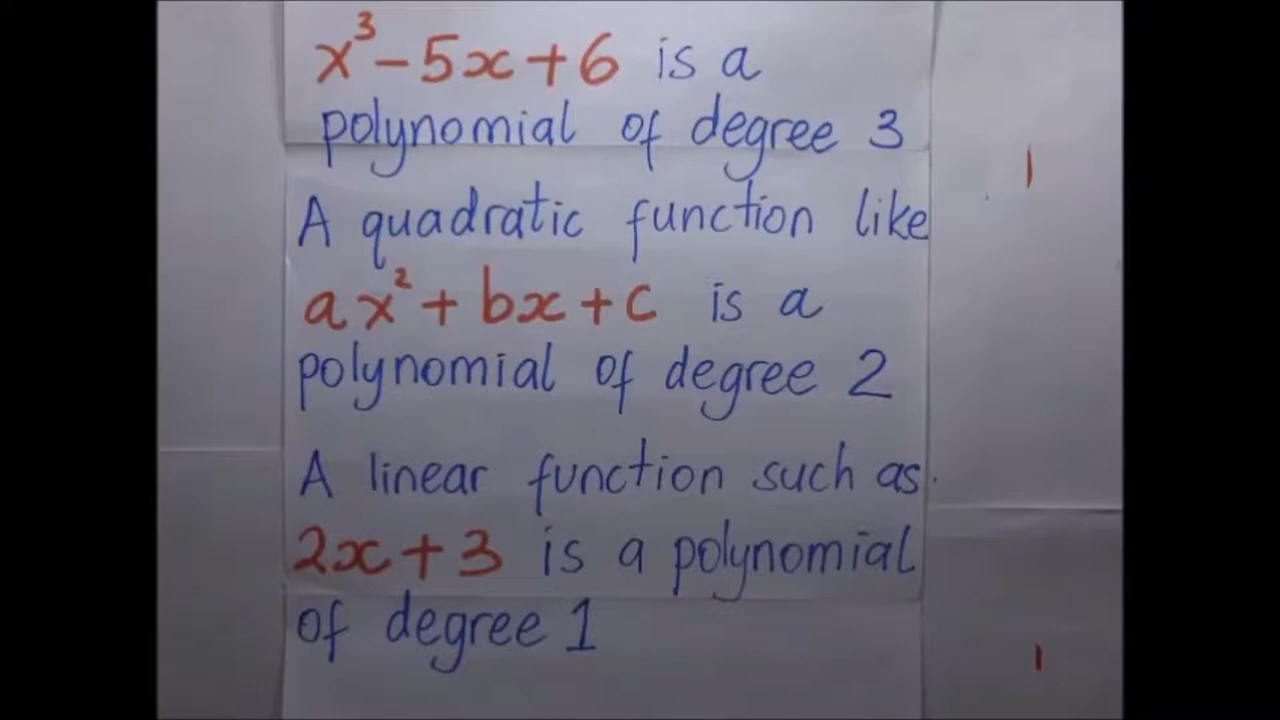 x³-5x+6 is a
polynomial of degree 3
A quadratic function like
ax²+bx+c is a
polynomial of degree 2
A linear function such as
2x+3 is a polynomial
of degree 1